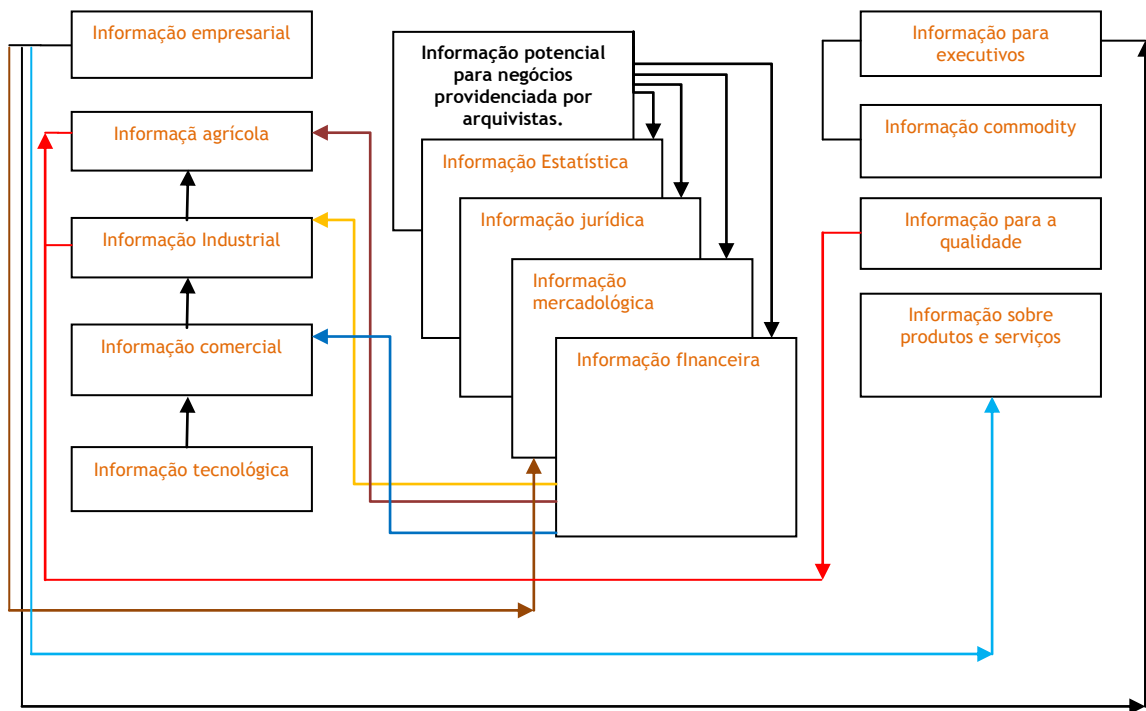 Informação empresarial
Informaçã agrícola
Informação Industrial
Informação comercial
Informação tecnológica
Informação potencial
para negócios
providenciada por
arquivistas.
Informação Estatística
Informação jurídica
Informação
mercadológica
Informação fInanceira
Informação para
executivos
Informação commodity
Informação para a
qualidade
Informação sobre
produtos e serviços